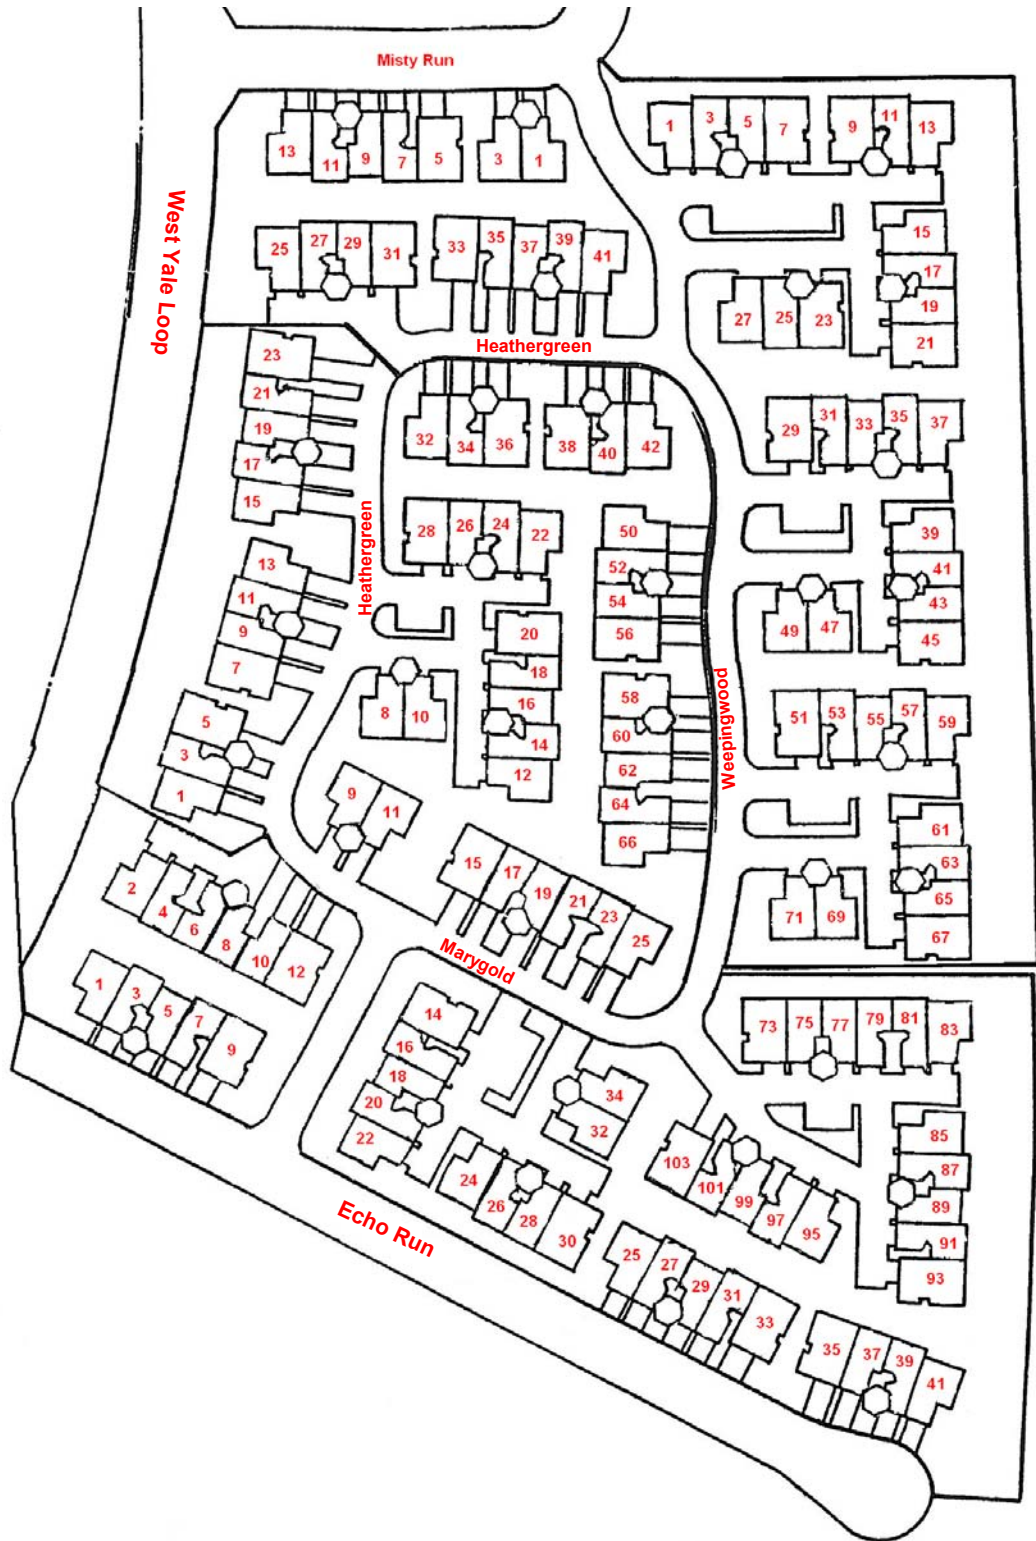 Misty Run
1 3 5 7 9 11 13
13 11 9 7 5 3 1
15
17
19
21
West Yale Loop
25 27 29 31 33 35 37 39 41
27 25 23
Heathergreen
23
21
19
17
15
32 34 36 38 40 42
29 31 33 35 37
28 26 24 22
50
52
54
56
39
41
43
45
Heathergreen
13
11
9
7
49 47
20
18
16
14
12
8 10
58
60
62
64
66
Weepingwood
51 53 55 57 59
5
3
1
9 11
61
63
65
67
71 69
15 17 19 21 23 25
2 4 6 8 10 12
Marygold
1 3 5 7 9
14
16
18
20
22
73 75 77 79 81 83
34
32
85
87
89
91
93
103 101 99 97 95
24 26 28 30
Echo Run
25 27 29 31 33
35 37 39 41